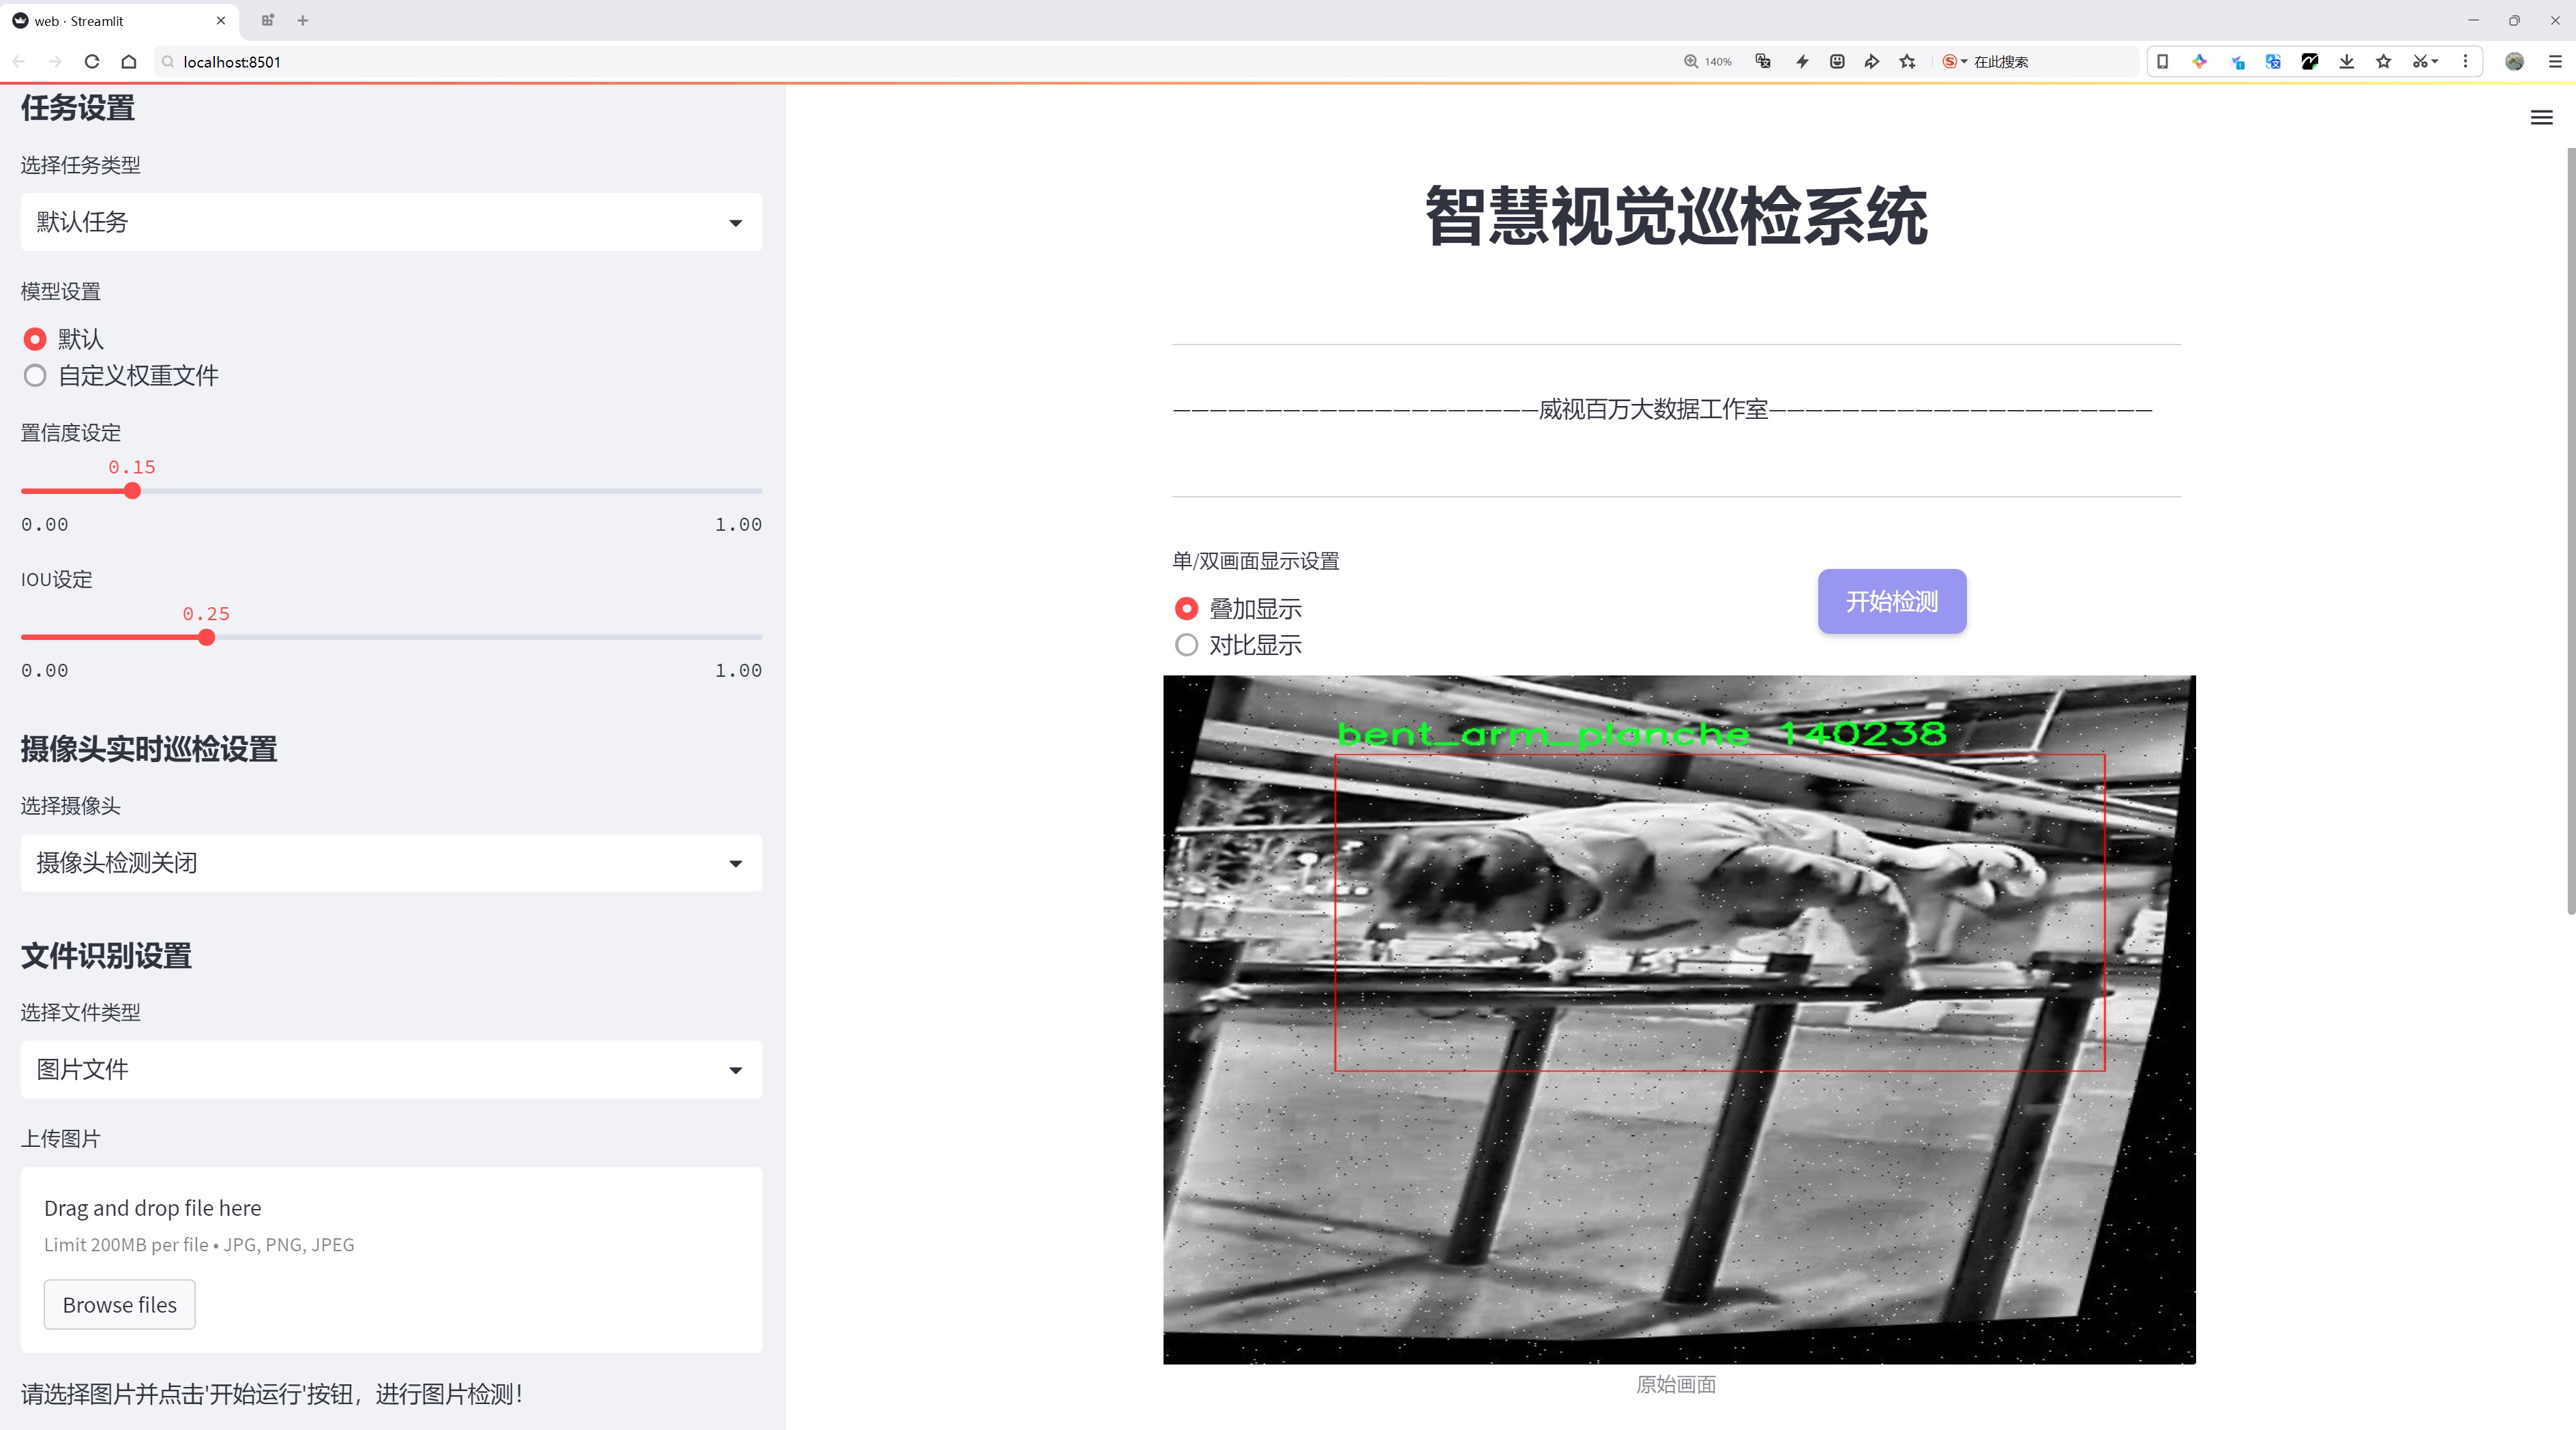 web · Streamlit
localhost:8501
140%
在此搜索
任务设置
选择任务类型
默认任务
模型设置
默认
自定义权重文件
置信度设定
0.15
0.00
1.00
IOU设定
0.25
0.00
1.00
摄像头实时巡检设置
选择摄像头
摄像头检测关闭
文件识别设置
选择文件类型
图片文件
上传图片
Drag and drop file here
Limit 200MB per file • JPG, PNG, JPEG
Browse files
请选择图片并点击'开始运行'按钮，进行图片检测！
智慧视觉巡检系统
————————————————————威视百万大数据工作室—————————————————————
单/双画面显示设置
叠加显示
对比显示
开始检测
bent_arm_planche 140238
原始画面